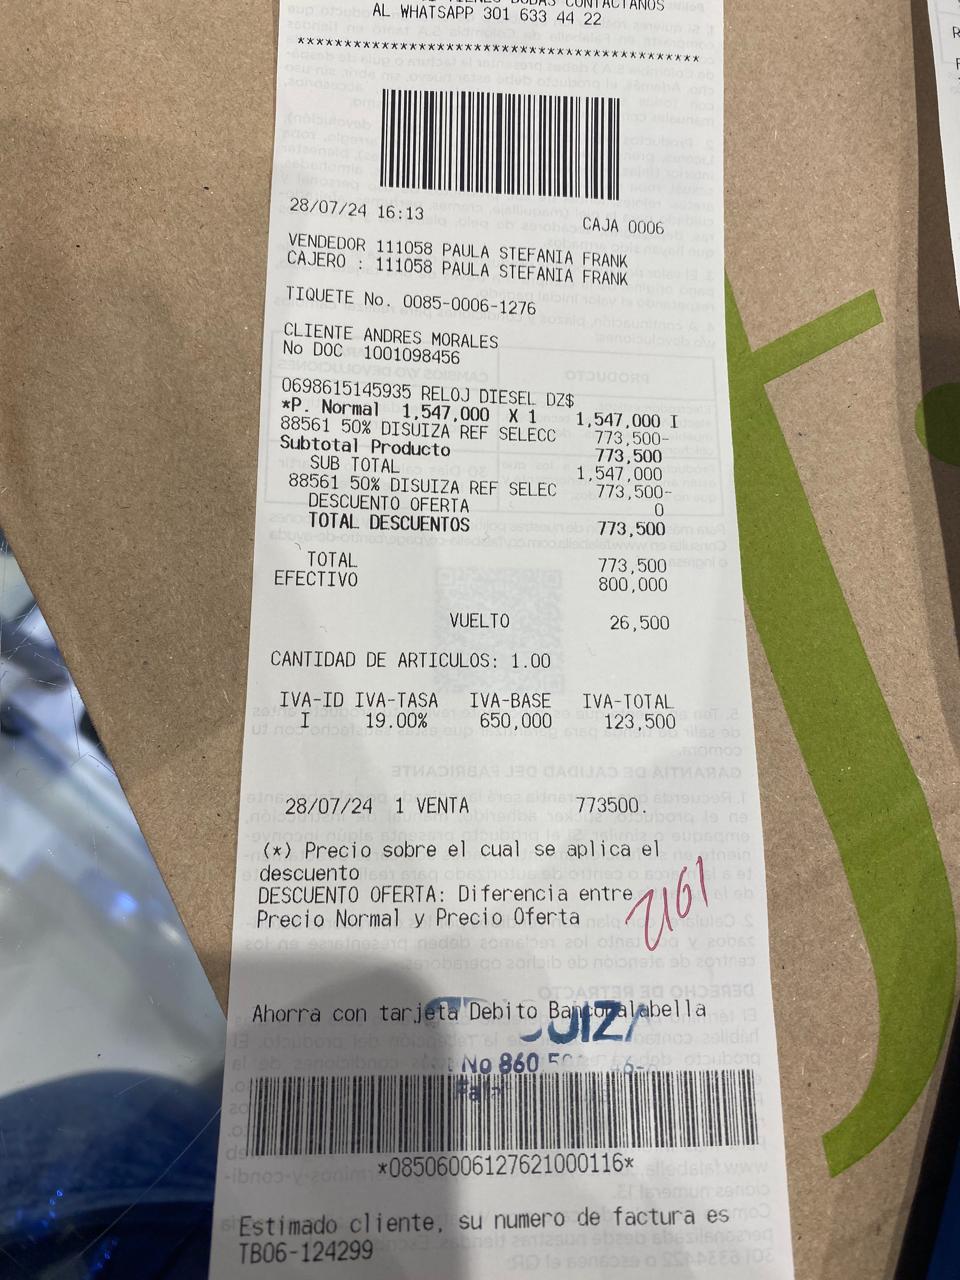 CONTACTANOS
AL WHATSAPP 301 633 44 22
28/07/24 16:13 CAJA 0006
VENDEDOR 111058 PAULA STEFANIA FRANK
CAJERO : 111058 PAULA STEFANIA FRANK
TIQUETE No. 0085-0006-1276
CLIENTE ANDRES MORALES
No DOC 1001098456
0698615145935 RELOJ DIESEL DZ$
*P. Normal 1,547,000 X 1 1,547,000 I
88561 50% DISUIZA REF SELECC 773,500-
Subtotal Producto 773,500
SUB TOTAL 1,547,000
88561 50% DISUIZA REF SELEC 773,500-
DESCUENTO OFERTA 0
TOTAL DESCUENTOS 773,500
TOTAL 773,500
EFECTIVO 800,000
VUELTO 26,500
CANTIDAD DE ARTICULOS: 1.00
IVA-ID IVA-TASA IVA-BASE IVA-TOTAL
I 19.00% 650,000 123,500
28/07/24 1 VENTA 773500.
(*) Precio sobre el cual se aplica el
descuento
DESCUENTO OFERTA: Diferencia entre
Precio Normal y Precio Oferta
2161
Ahorra con tarjeta Debito Banco Falabella
No 860
*08506006127621000116*
Estimado cliente, su numero de factura es
TB06-124299